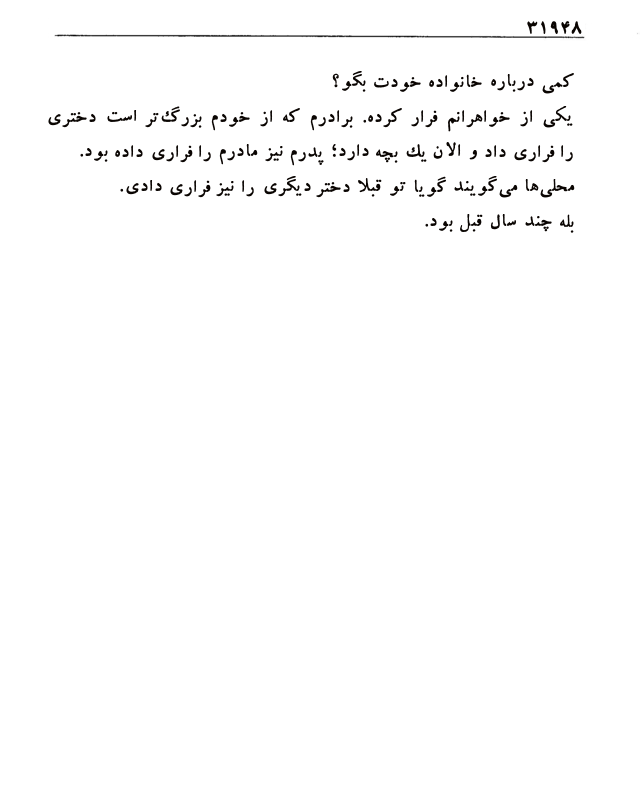 ۳۱۹۴۸
کمی درباره خانواده خودت بگو؟
یکی از خواهرانم فرار کرده. برادرم که از خودم بزرگ‌تر است دختری
را فراری داد و الان یك بچه دارد؛ پدرم نیز مادرم را فراری داده بود.
محلی‌ها می‌گویند گویا تو قبلا دختر دیگری را نیز فراری دادی.
بله چند سال قبل بود.